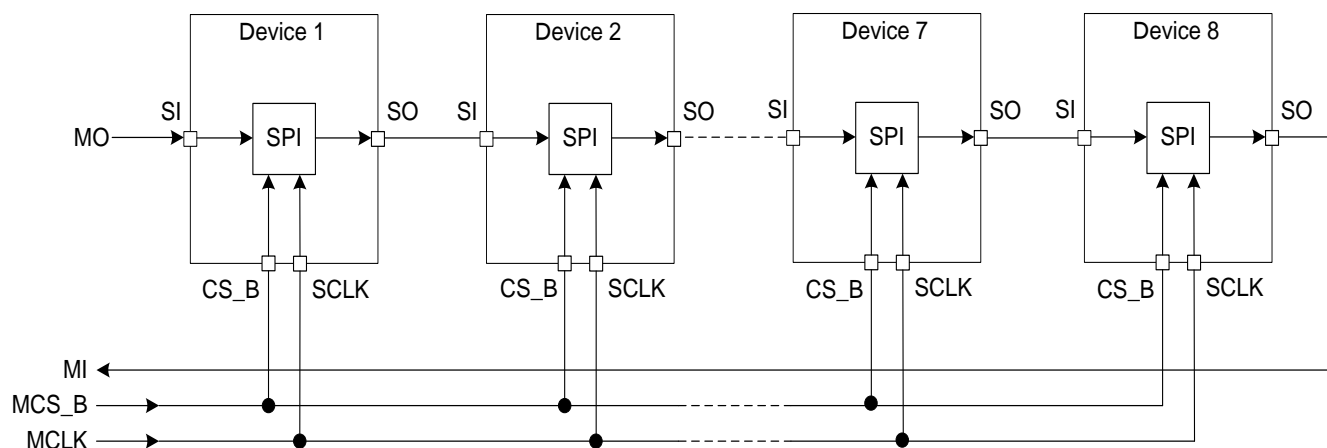 Device 1 Device 2 Device 7 Device 8
SI SO SI SO SI SO SI SO
MO SPI SPI SPI SPI
CS_B SCLK CS_B SCLK CS_B SCLK CS_B SCLK
MI
MCS_B
MCLK